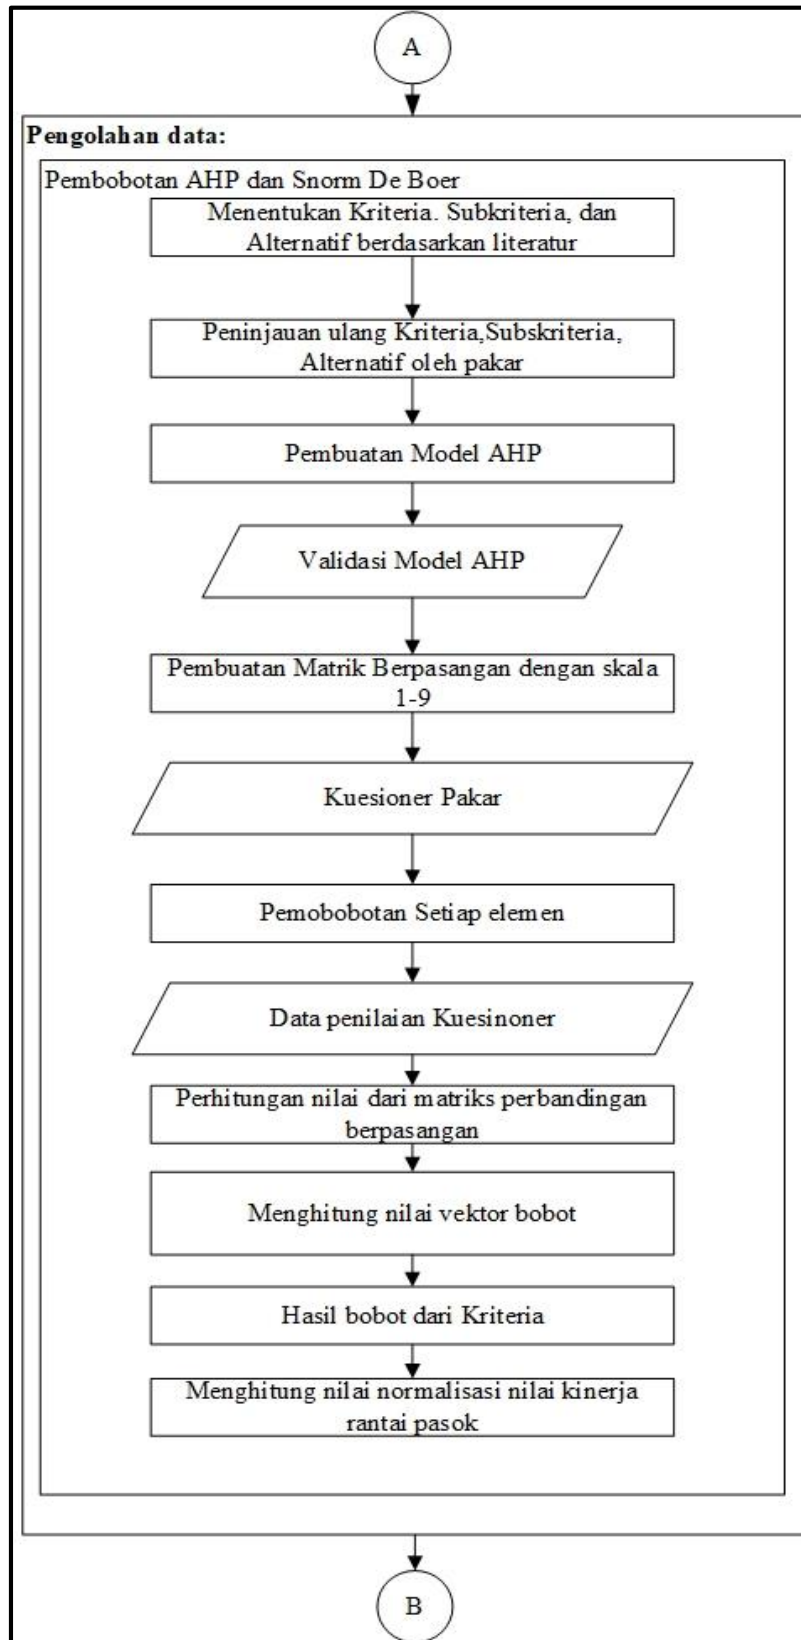 A
Pengolahan data:
Pembobotan AHP dan Snorm De Boer
Menentukan Kriteria. Subkriteria, dan
Alternatif berdasarkan literatur
Peninjauan ulang Kriteria,Subskriteria,
Alternatif oleh pakar
Pembuatan Model AHP
Validasi Model AHP
Pembuatan Matrik Berpasangan dengan skala
1-9
Kuesioner Pakar
Pemobobotan Setiap elemen
Data penilaian Kuesinoner
Perhitungan nilai dari matriks perbandingan
berpasangan
Menghitung nilai vektor bobot
Hasil bobot dari Kriteria
Menghitung nilai normalisasi nilai kinerja
rantai pasok
B